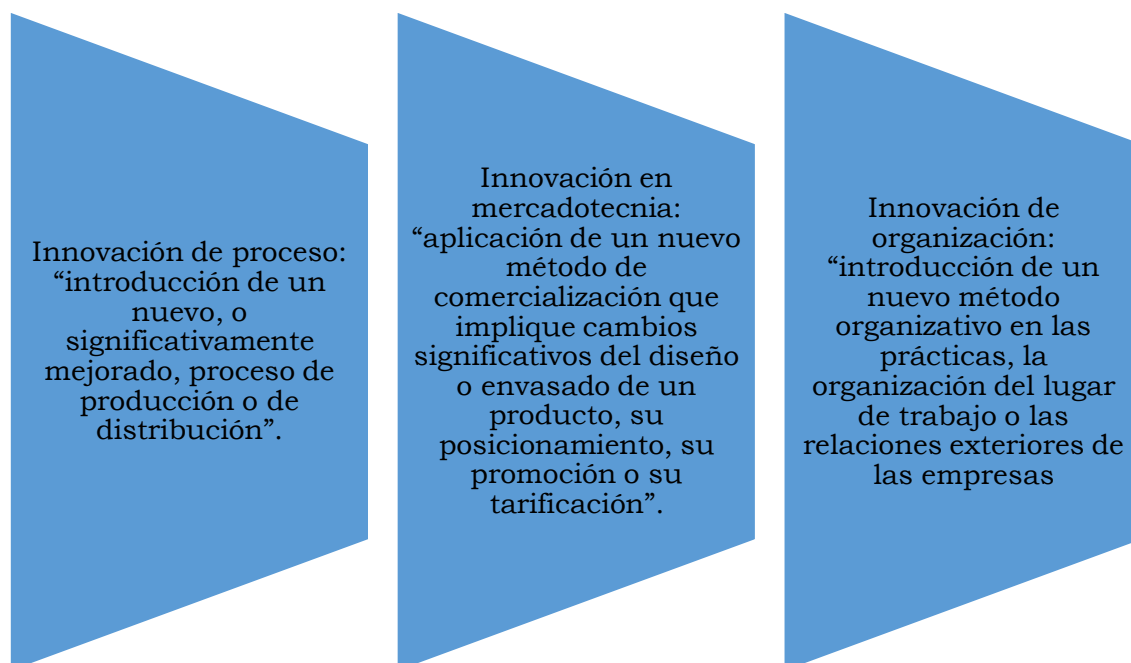 Innovación de proceso:
“introducción de un
nuevo, o
significativamente
mejorado, proceso de
producción o de
distribución”.
Innovación en
mercadotecnia:
“aplicación de un nuevo
método de
comercialización que
implique cambios
significativos del diseño
o envasado de un
producto, su
posicionamiento, su
promoción o su
tarificación”.
Innovación de
organización:
“introducción de un
nuevo método
organizativo en las
prácticas, la
organización del lugar
de trabajo o las
relaciones exteriores de
las empresas